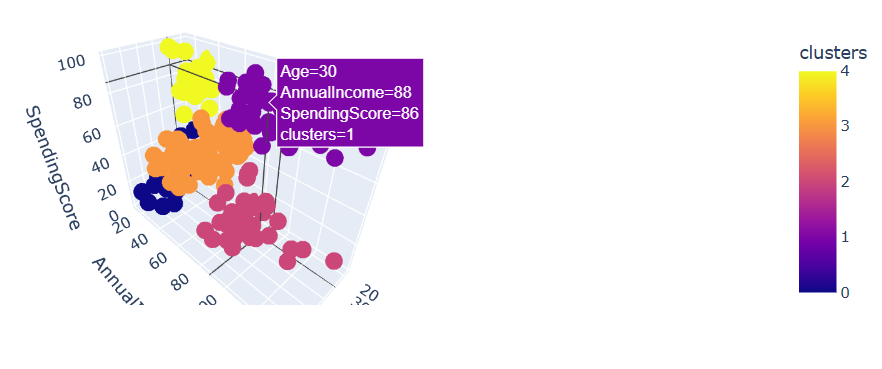 clusters
Age=30
AnnualIncome=88
SpendingScore=86
clusters=1
SpendingScore
100
80
60
40
20
0
20
40
60
80
20
4
3
2
1
0